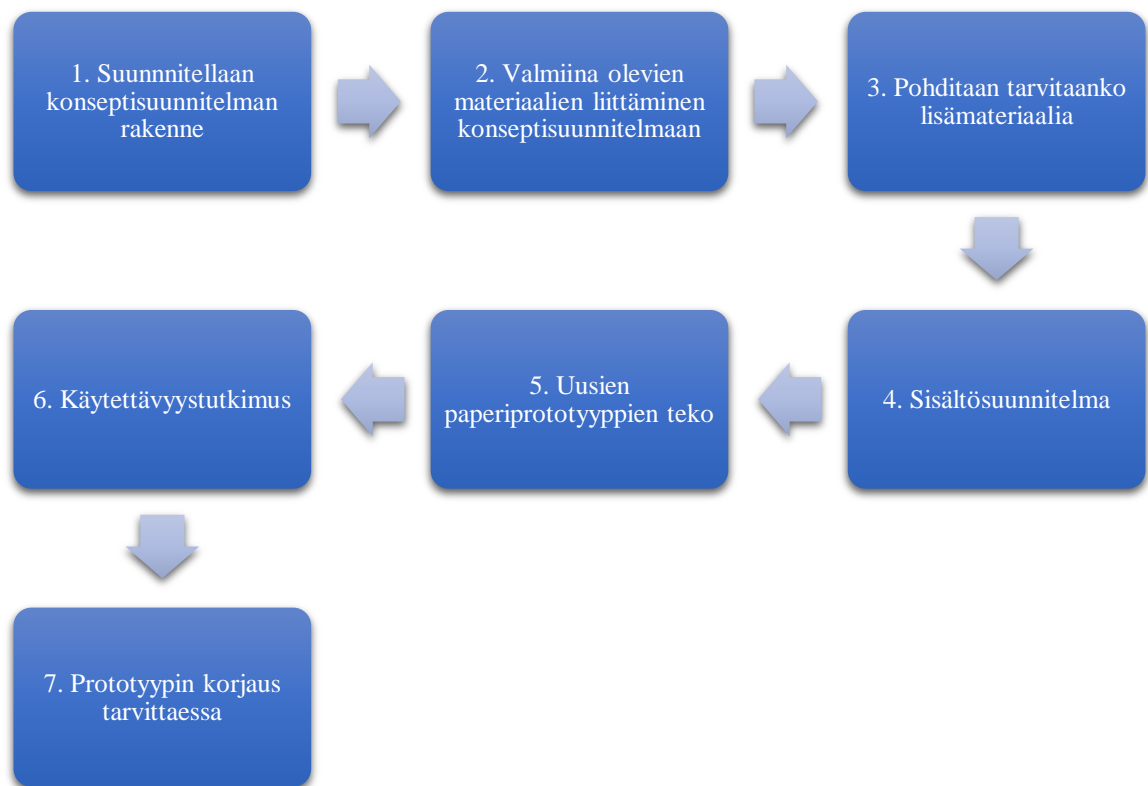 1. Suunnnitellaan
konseptisuunnitelman
rakenne
2. Valmiina olevien
materiaalien liittäminen
konseptisuunnitelmaan
3. Pohditaan tarvitaanko
lisämateriaalia
4. Sisältösuunnitelma
5. Uusien
paperiprototyyppien teko
6. Käytettävyystutkimus
7. Prototyypin korjaus
tarvittaessa